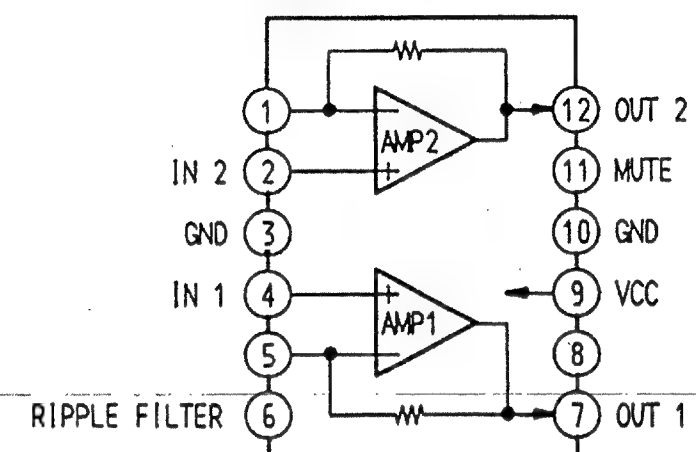 1 12 OUT 2
AMP2
IN 2 2 11 MUTE
GND 3 10 GND
IN 1 4 9 VCC
AMP1
5 8
RIPPLE FILTER 6 7 OUT 1